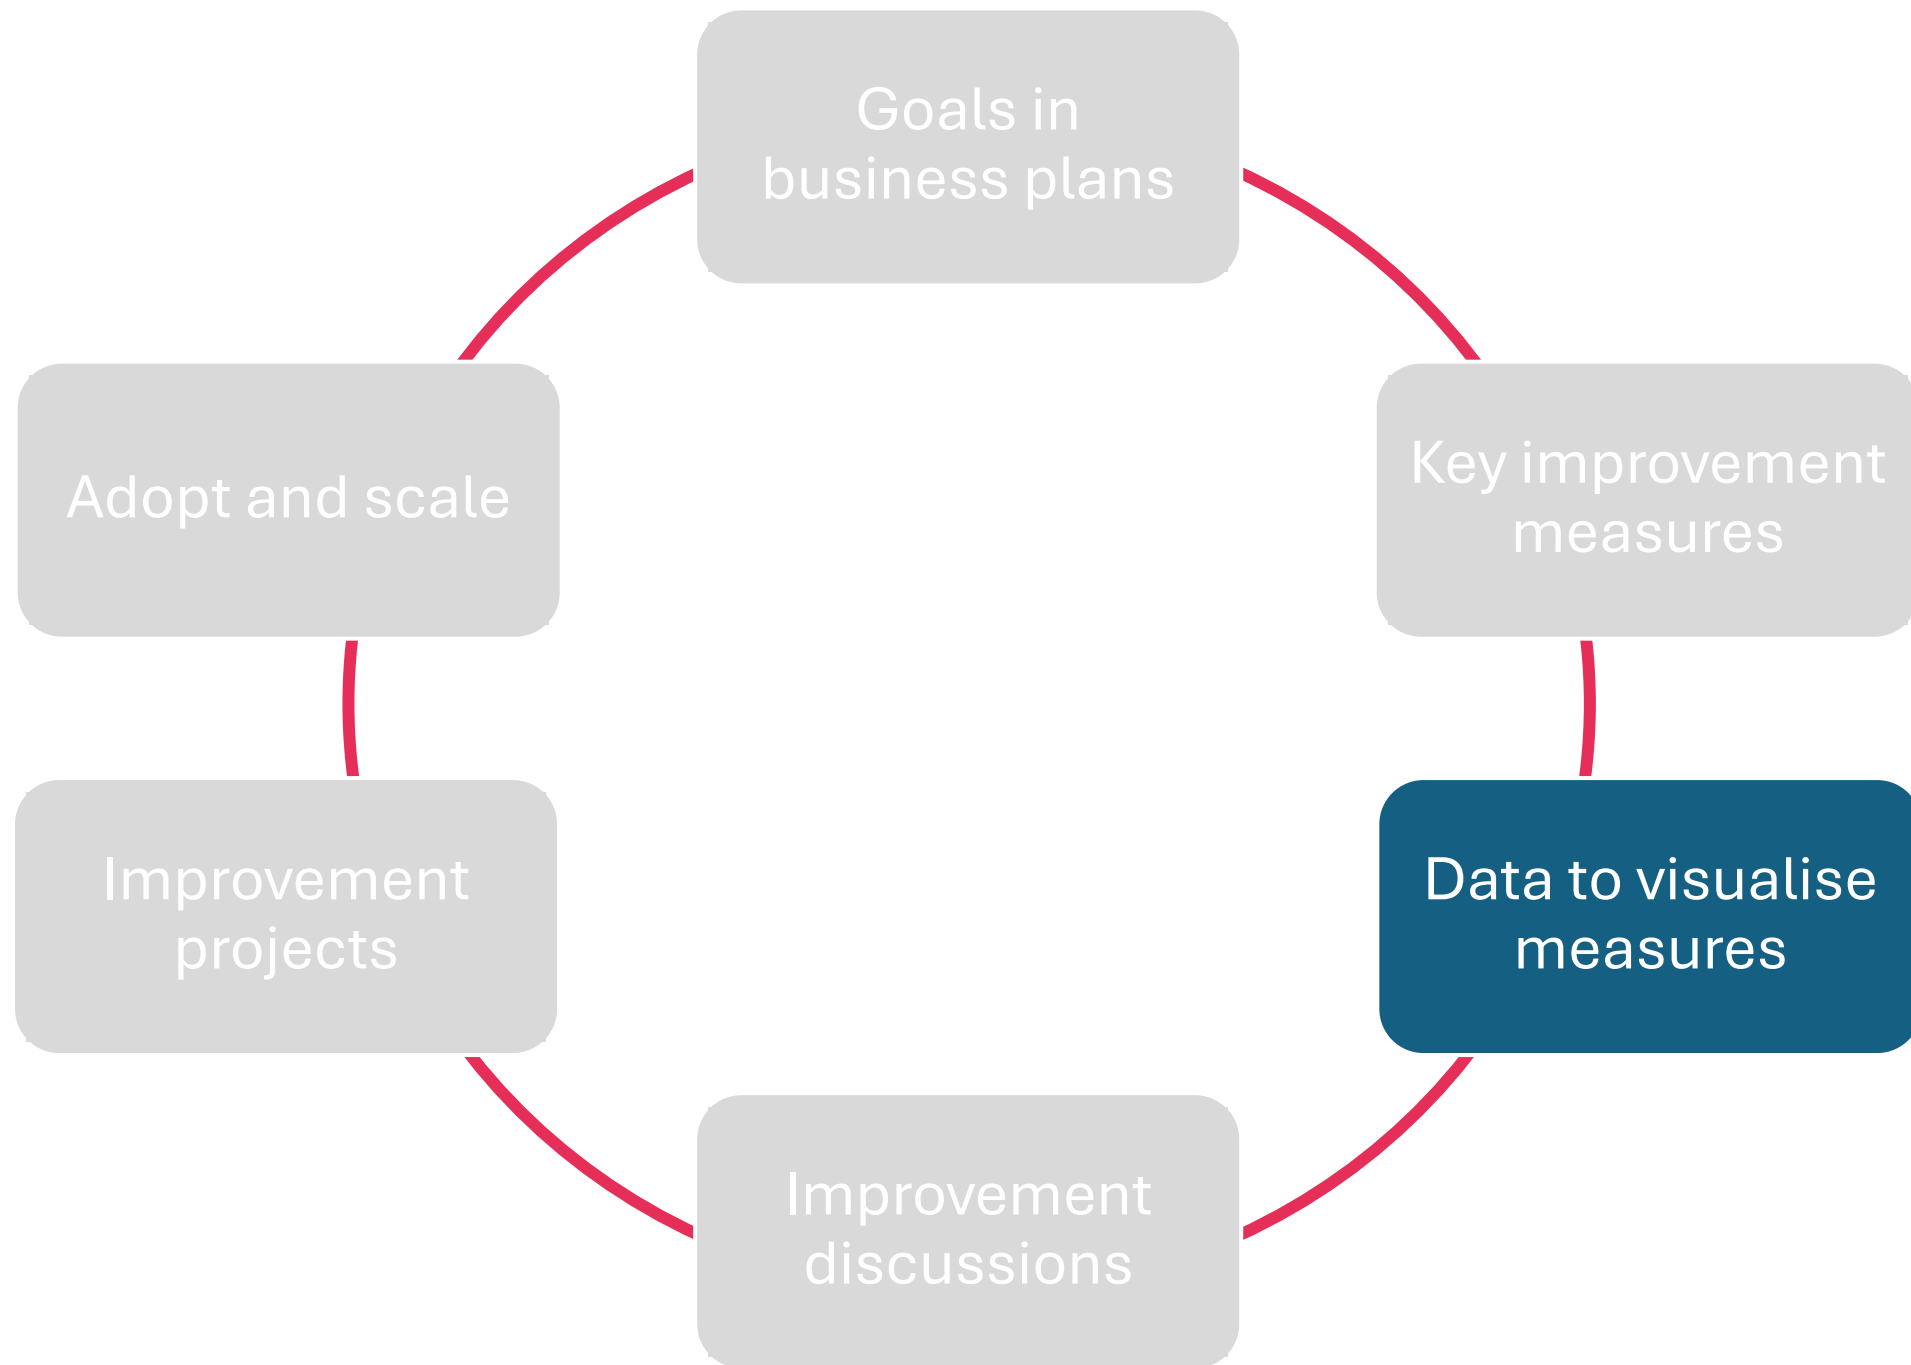 Goals in
business plans
Key improvement
measures
Data to visualise
measures
Improvement
discussions
Improvement
projects
Adopt and scale